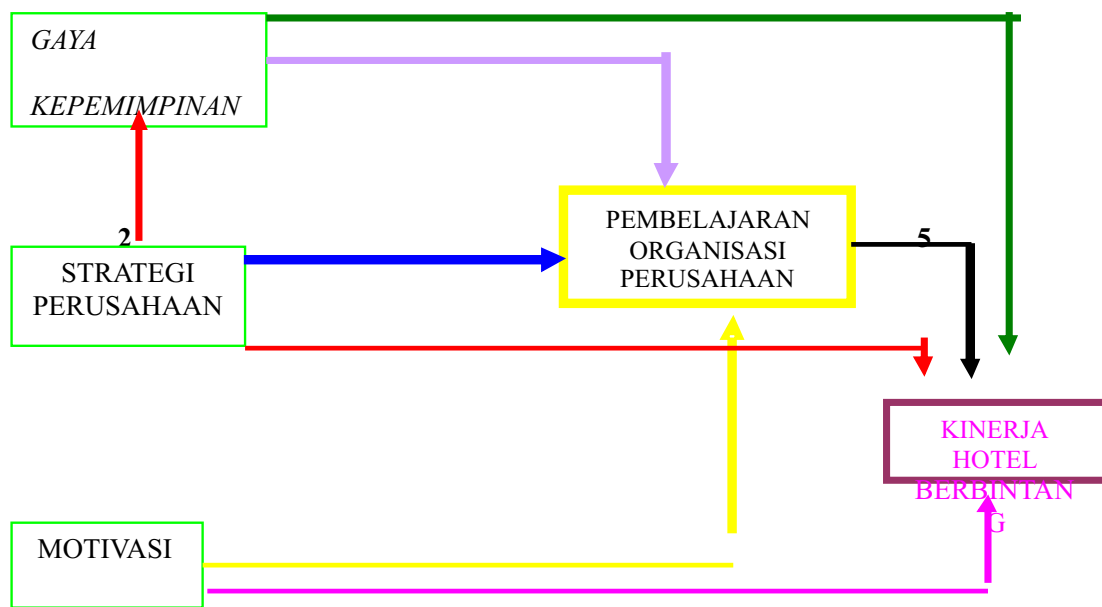 GAYA
KEPEMIMPINAN
2
STRATEGI
PERUSAHAAN
PEMBELAJARAN
ORGANISASI
PERUSAHAAN
5
KINERJA
HOTEL
BERBINTAN
G
MOTIVASI